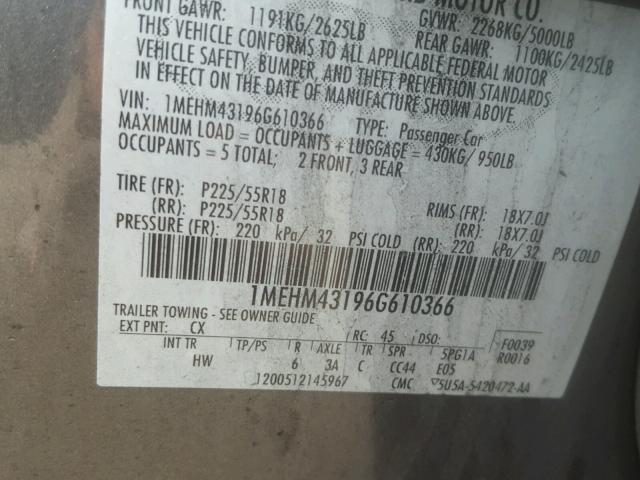 MOTOR CO.
FRONT GAWR: 1191KG/2625LB GVWR: 2268KG/5000LB
REAR GAWR: 1100KG/2425LB
THIS VEHICLE CONFORMS TO ALL APPLICABLE FEDERAL MOTOR
VEHICLE SAFETY, BUMPER, AND THEFT PREVENTION STANDARDS
IN EFFECT ON THE DATE OF MANUFACTURE SHOWN ABOVE.
VIN: 1MEHM43196G610366 TYPE: Passenger Car
MAXIMUM LOAD = OCCUPANTS + LUGGAGE = 430KG/ 950LB
OCCUPANTS = 5 TOTAL; 2 FRONT, 3 REAR
TIRE (FR): P225/55R18 RIMS (FR): 18X7.0J
(RR): P225/55R18 (RR): 18X7.0J
PRESSURE (FR): 220 kPa/ 32 PSI COLD (RR): 220 kPa/ 32 PSI COLD
1MEHM43196G610366
TRAILER TOWING - SEE OWNER GUIDE
EXT PNT: CX RC: 45 DSO: F0039
INT TR TP/PS R AXLE TR SPR 5PG1A R0016
HW 6 3A C CC44 E05
1200512145967 CMC 5U5A-5420472-AA